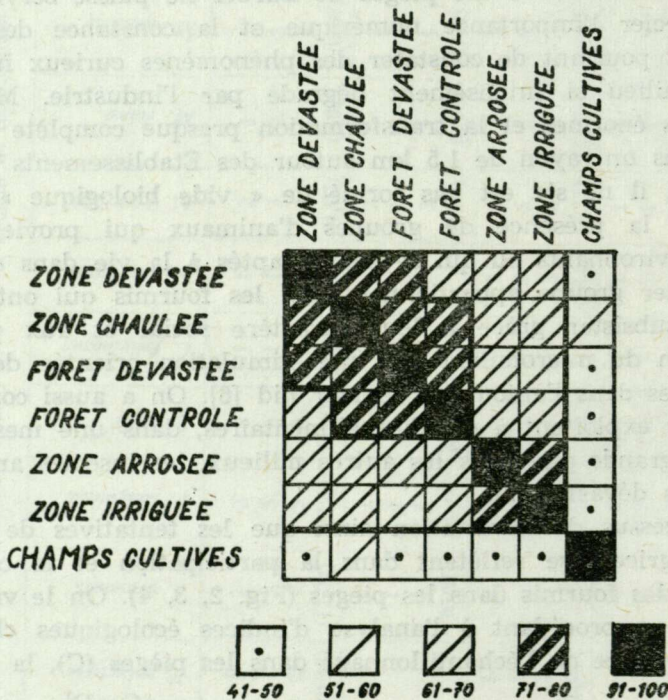 ZONE DEVASTEE
ZONE CHAULEE
FORET DEVASTEE
FORET CONTROLE
ZONE ARROSEE
ZONE IRRIGUEE
CHAMPS CULTIVES
ZONE DEVASTEE
ZONE CHAULEE
FORET DEVASTEE
FORET CONTROLE
ZONE ARROSEE
ZONE IRRIGUEE
CHAMPS CULTIVES
41-50 51-60 61-70 71-80 91-100